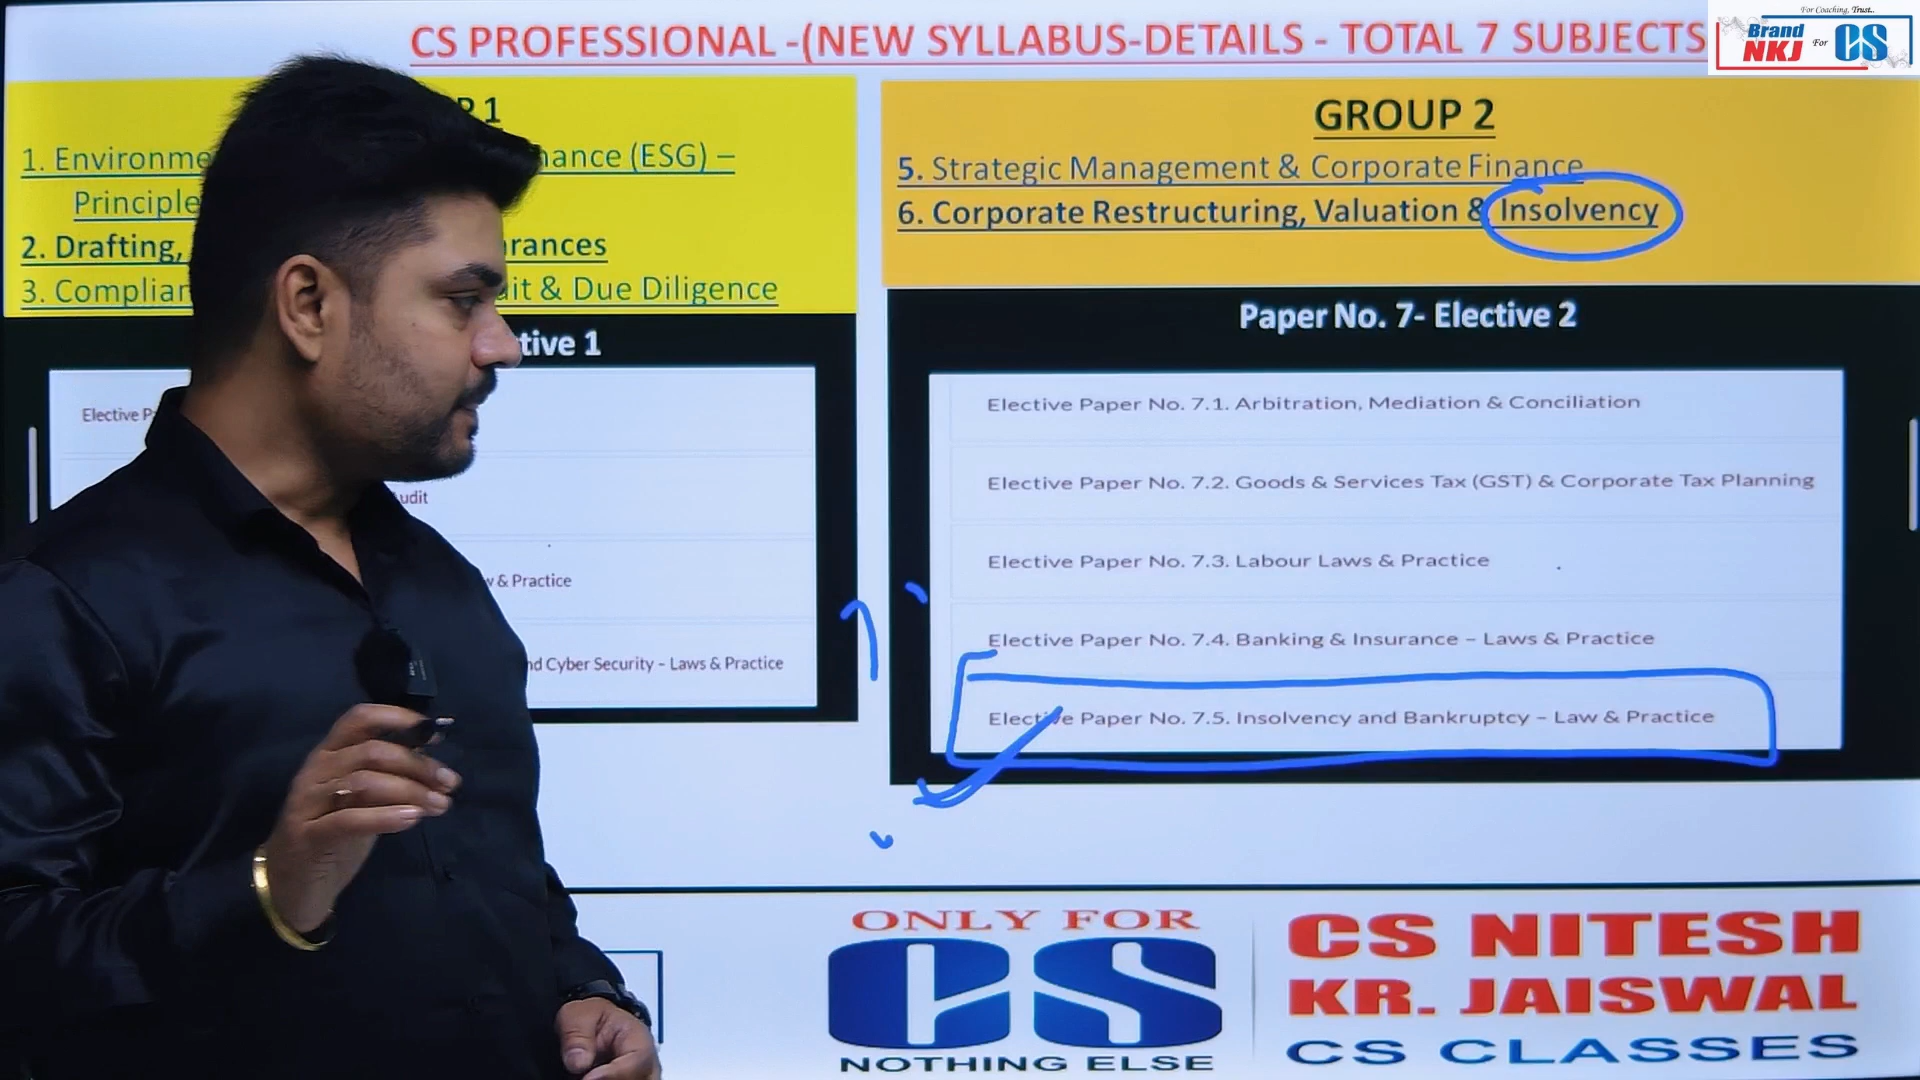 CS PROFESSIONAL -(NEW SYLLABUS-DETAILS - TOTAL 7 SUBJECTS
For Coaching, Trust..
Brand
NKJ
For
CS
P 1
1. Environme
nance (ESG) –
Principle
2. Drafting,
arances
3. Complian
it & Due Diligence
tive 1
Elective P
udit
& Practice
nd Cyber Security – Laws & Practice
GROUP 2
5. Strategic Management & Corporate Finance
6. Corporate Restructuring, Valuation & Insolvency
Paper No. 7- Elective 2
Elective Paper No. 7.1. Arbitration, Mediation & Conciliation
Elective Paper No. 7.2. Goods & Services Tax (GST) & Corporate Tax Planning
Elective Paper No. 7.3. Labour Laws & Practice
Elective Paper No. 7.4. Banking & Insurance – Laws & Practice
Elective Paper No. 7.5. Insolvency and Bankruptcy – Law & Practice
ONLY FOR
CS
NOTHING ELSE
CS NITESH
KR. JAISWAL
CS CLASSES